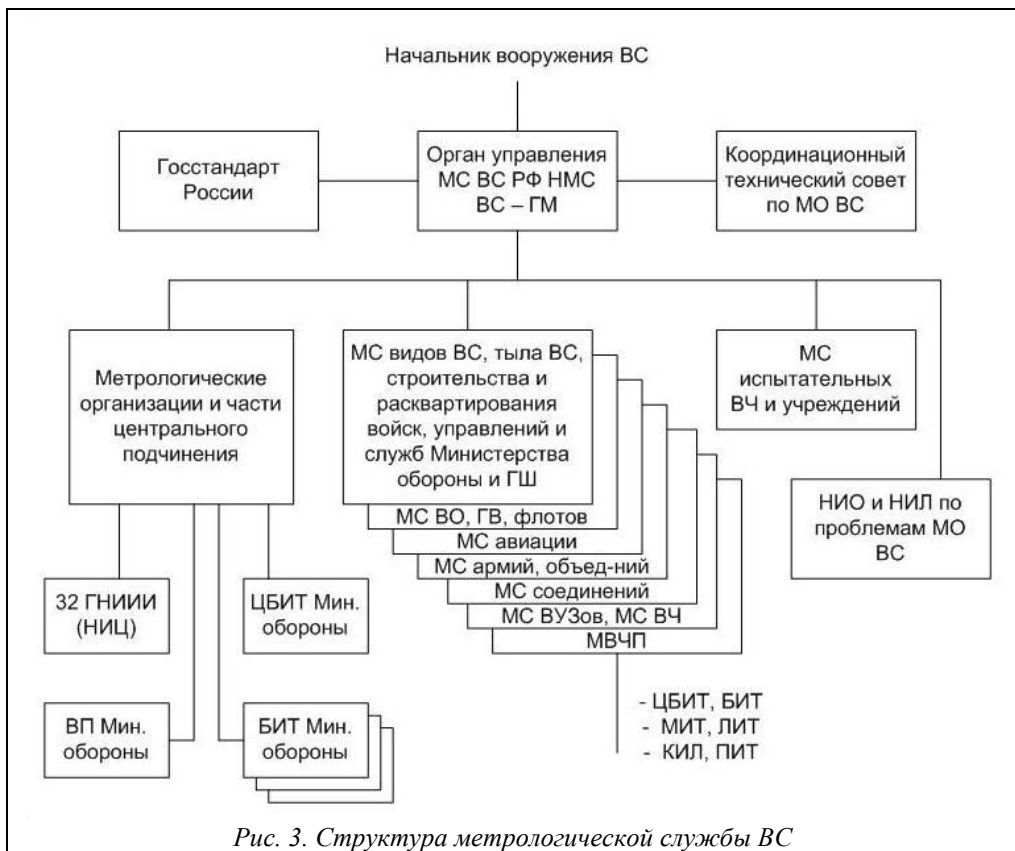 Начальник вооружения ВС
Госстандарт
России
Орган управления
МС ВС РФ НМС
ВС – ГМ
Координационный
технический совет
по МО ВС
Метрологические
организации и части
центрального
подчинения
МС видов ВС, тыла ВС,
строительства и
расквартирования
войск, управлений и
служб Министерства
обороны и ГШ
МС ВО, ГВ, флотов
МС авиации
МС армий, объед-ний
МС соединений
МС ВУЗов, МС ВЧ
МВЧП
МС
испытательных
ВЧ и учреждений
НИО и НИЛ по
проблемам МО
ВС
32 ГНИИИ
(НИЦ)
ЦБИТ Мин.
обороны
ВП Мин.
обороны
БИТ Мин.
обороны
- ЦБИТ, БИТ
- МИТ, ЛИТ
- КИЛ, ПИТ
Рис. 3. Структура метрологической службы ВС